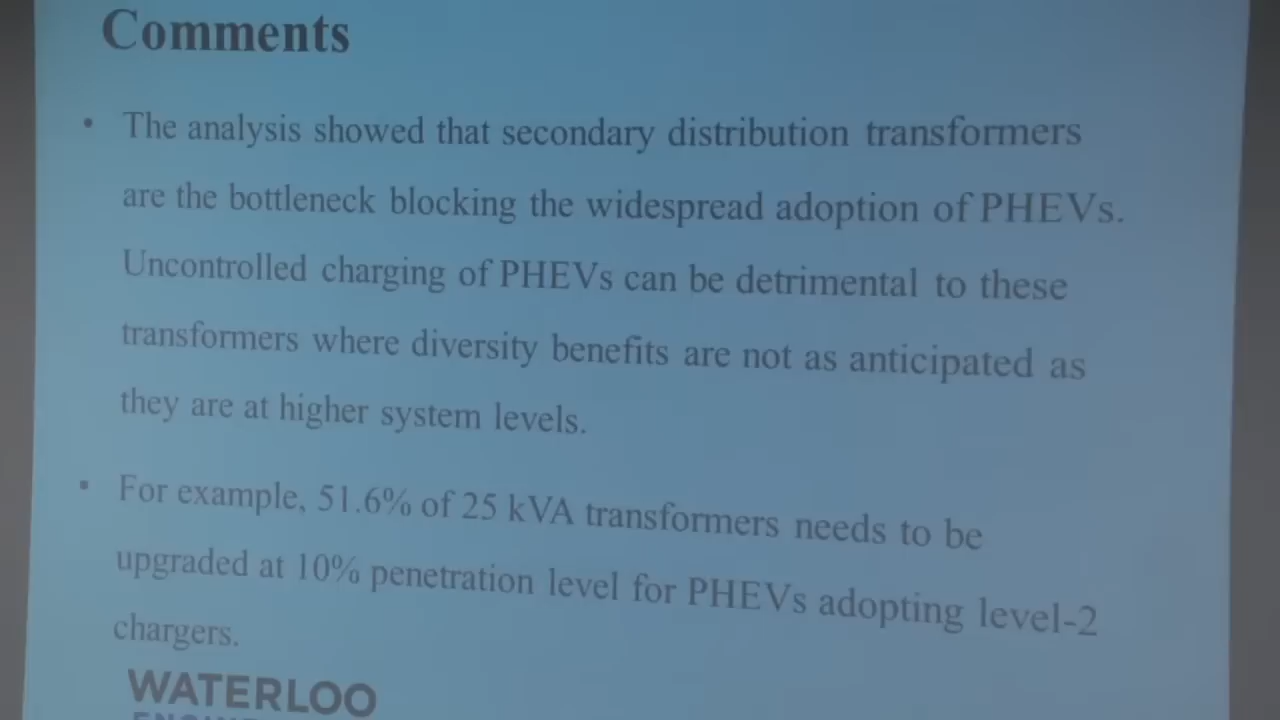 Comments
• The analysis showed that secondary distribution transformers
are the bottleneck blocking the widespread adoption of PHEVs.
Uncontrolled charging of PHEVs can be detrimental to these
transformers where diversity benefits are not as anticipated as
they are at higher system levels.
• For example, 51.6% of 25 kVA transformers needs to be
upgraded at 10% penetration level for PHEVs adopting level-2
chargers.
WATERLOO